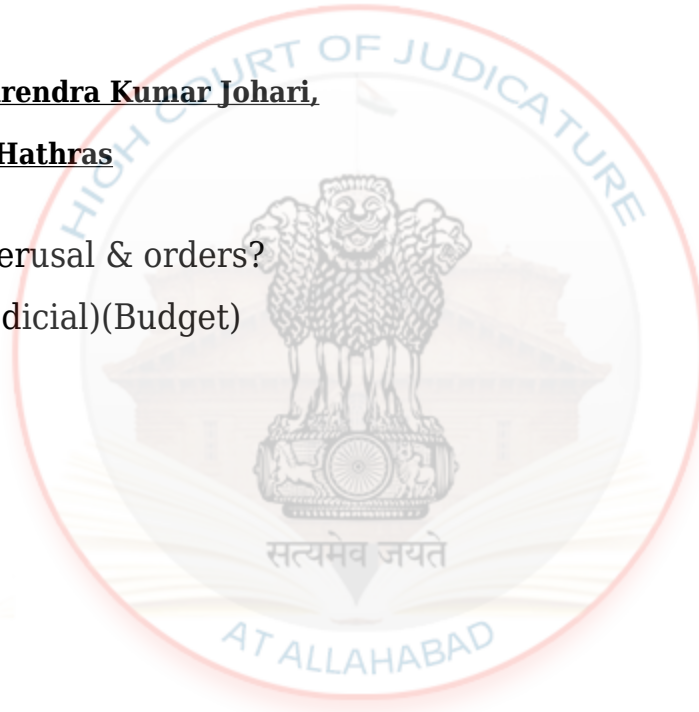 HIGH COURT OF JUDICATURE
rendra Kumar Johari,
Hathras
erusal & orders?
dicial)(Budget)
सत्यमेव जयते
AT ALLAHABAD